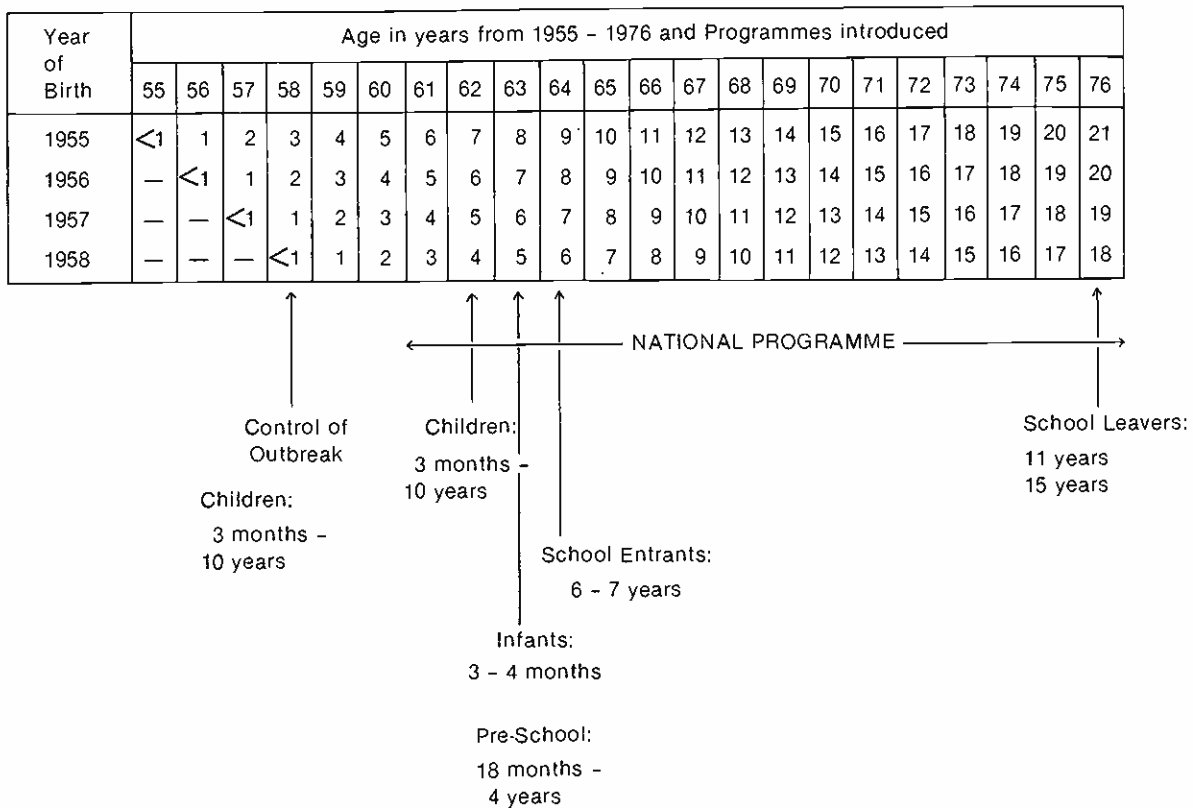 Year of Birth
Age in years from 1955 – 1976 and Programmes introduced
55 56 57 58 59 60 61 62 63 64 65 66 67 68 69 70 71 72 73 74 75 76
1955 <1 1 2 3 4 5 6 7 8 9 10 11 12 13 14 15 16 17 18 19 20 21
1956 — <1 1 2 3 4 5 6 7 8 9 10 11 12 13 14 15 16 17 18 19 20
1957 — — <1 1 2 3 4 5 6 7 8 9 10 11 12 13 14 15 16 17 18 19
1958 — — — <1 1 2 3 4 5 6 7 8 9 10 11 12 13 14 15 16 17 18
NATIONAL PROGRAMME
Control of
Outbreak
Children:
3 months –
10 years
Children:
3 months –
10 years
School Entrants:
6 – 7 years
Infants:
3 – 4 months
Pre-School:
18 months –
4 years
School Leavers:
11 years
15 years